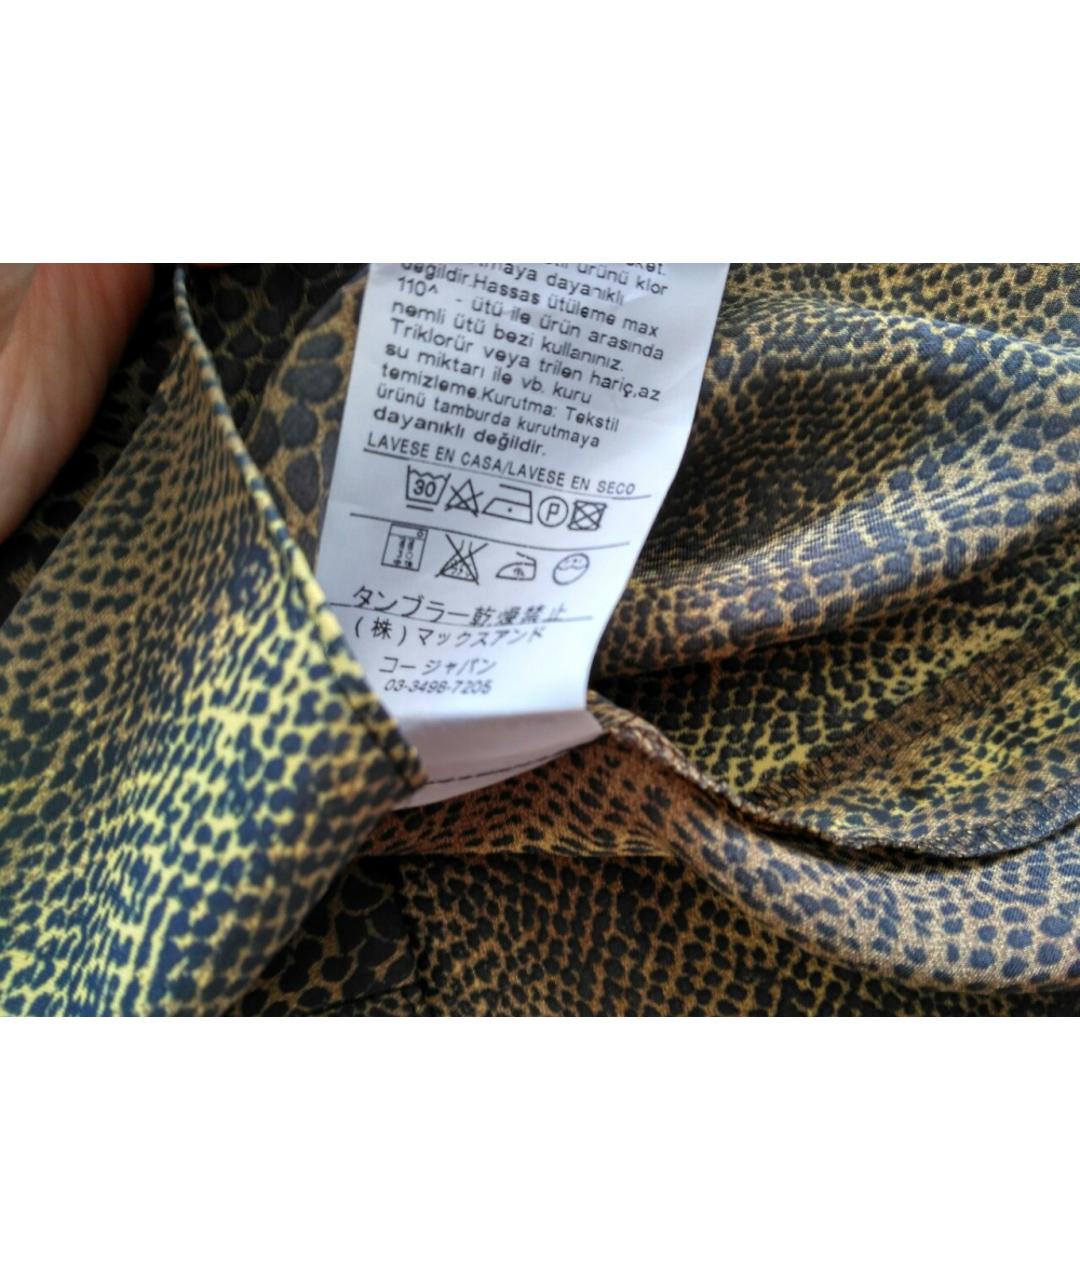 ürünü klor
değildir.Hassas ütüleme max
110^ - ütü ile ürün arasında
nemli ütü bezi kullanınız.
Triklorür veya trilen hariç,az
su miktarı ile vb. kuru
temizleme.Kurutma: Tekstil
ürünü tamburda kurutmaya
dayanıklı değildir.
LAVESE EN CASA/LAVESE EN SECO
30
P
タンブラー乾燥禁止
(株)マックスアンド
コージャパン
03-3498-7205